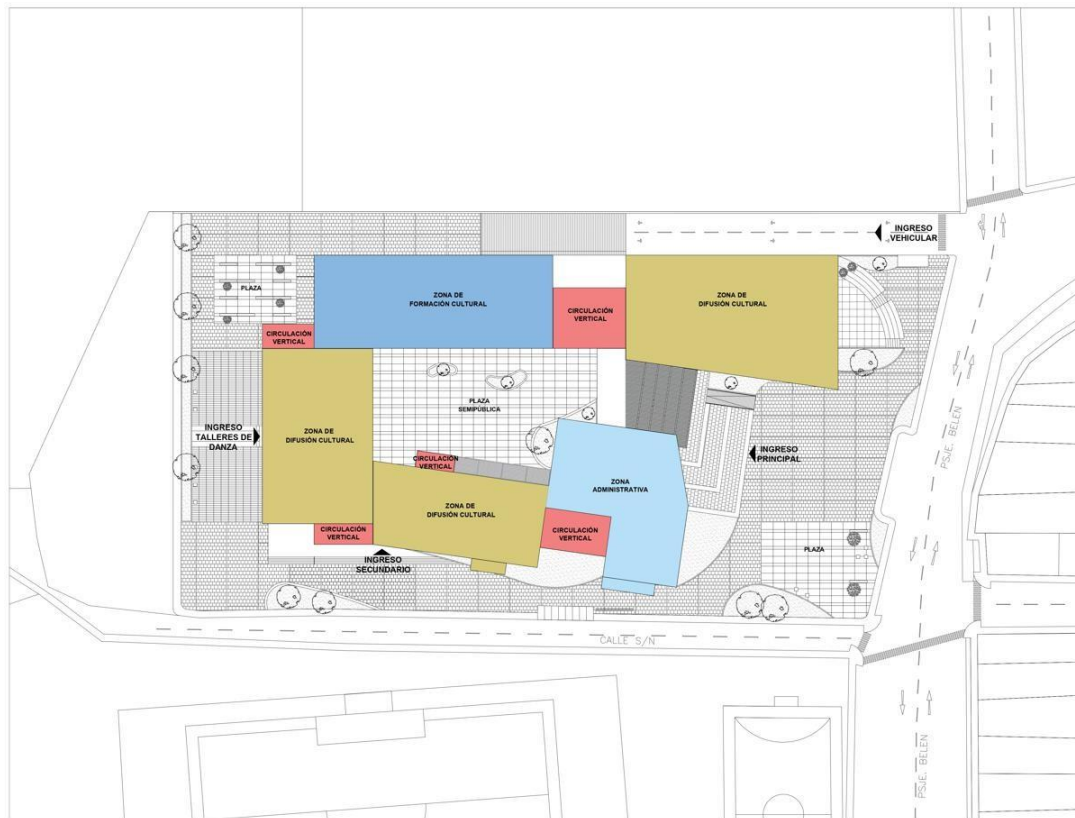 INGRESO
VEHICULAR
PLAZA
ZONA DE
FORMACIÓN CULTURAL
ZONA DE
DIFUSIÓN CULTURAL
CIRCULACIÓN
VERTICAL
CIRCULACIÓN
VERTICAL
PLAZA
SEMIPÚBLICA
INGRESO
TALLERES DE
DANZA
ZONA DE
DIFUSIÓN CULTURAL
CIRCULACIÓN
VERTICAL
INGRESO
PRINCIPAL
ZONA
ADMINISTRATIVA
ZONA DE
DIFUSIÓN CULTURAL
CIRCULACIÓN
VERTICAL
CIRCULACIÓN
VERTICAL
PLAZA
INGRESO
SECUNDARIO
PSJE. BELEN
CALLE S/N
PSJE. BELEN